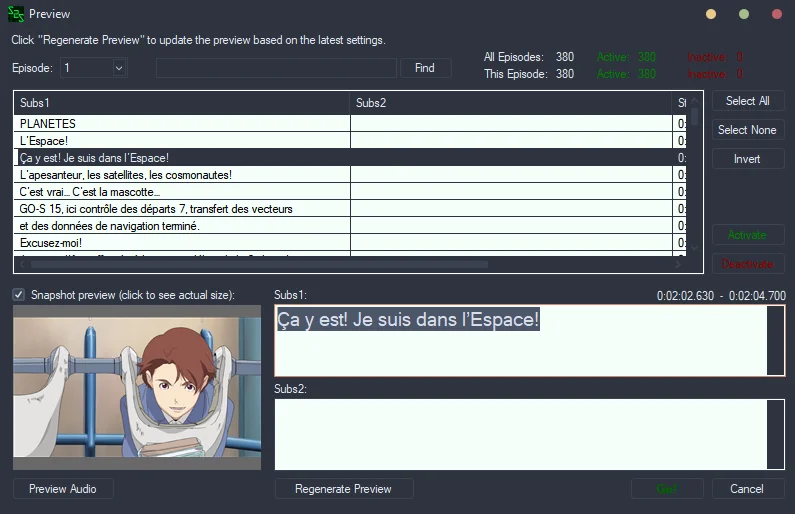 S2S Preview
Click "Regenerate Preview" to update the preview based on the latest settings.
Episode: 1 Find
All Episodes: 380 Active: 380 Inactive: 0
This Episode: 380 Active: 380 Inactive: 0
Subs1 Subs2
PLANETES 0:
L'Espace! 0:
Ça y est! Je suis dans l'Espace! 0:
L'apesanteur, les satellites, les cosmonautes! 0:
C'est vrai... C'est la mascotte... 0:
GO-S 15, ici contrôle des départs 7, transfert des vecteurs 0:
et des données de navigation terminé. 0:
Excusez-moi! 0:
Select All
Select None
Invert
Activate
Deactivate
Snapshot preview (click to see actual size):
Subs1: 0:02:02.630 - 0:02:04.700
Ça y est! Je suis dans l'Espace!
Subs2:
Preview Audio Regenerate Preview Go! Cancel